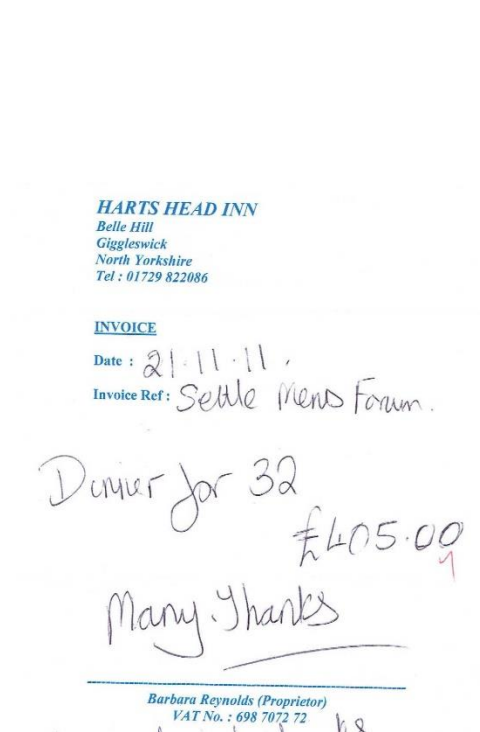 HARTS HEAD INN
Belle Hill
Giggleswick
North Yorkshire
Tel : 01729 822086
INVOICE
Date : 21.11.11.
Invoice Ref : Settle Mens Forum.
Dinner for 32
£405.00
Many Thanks
Barbara Reynolds (Proprietor)
VAT No. : 698 7072 72